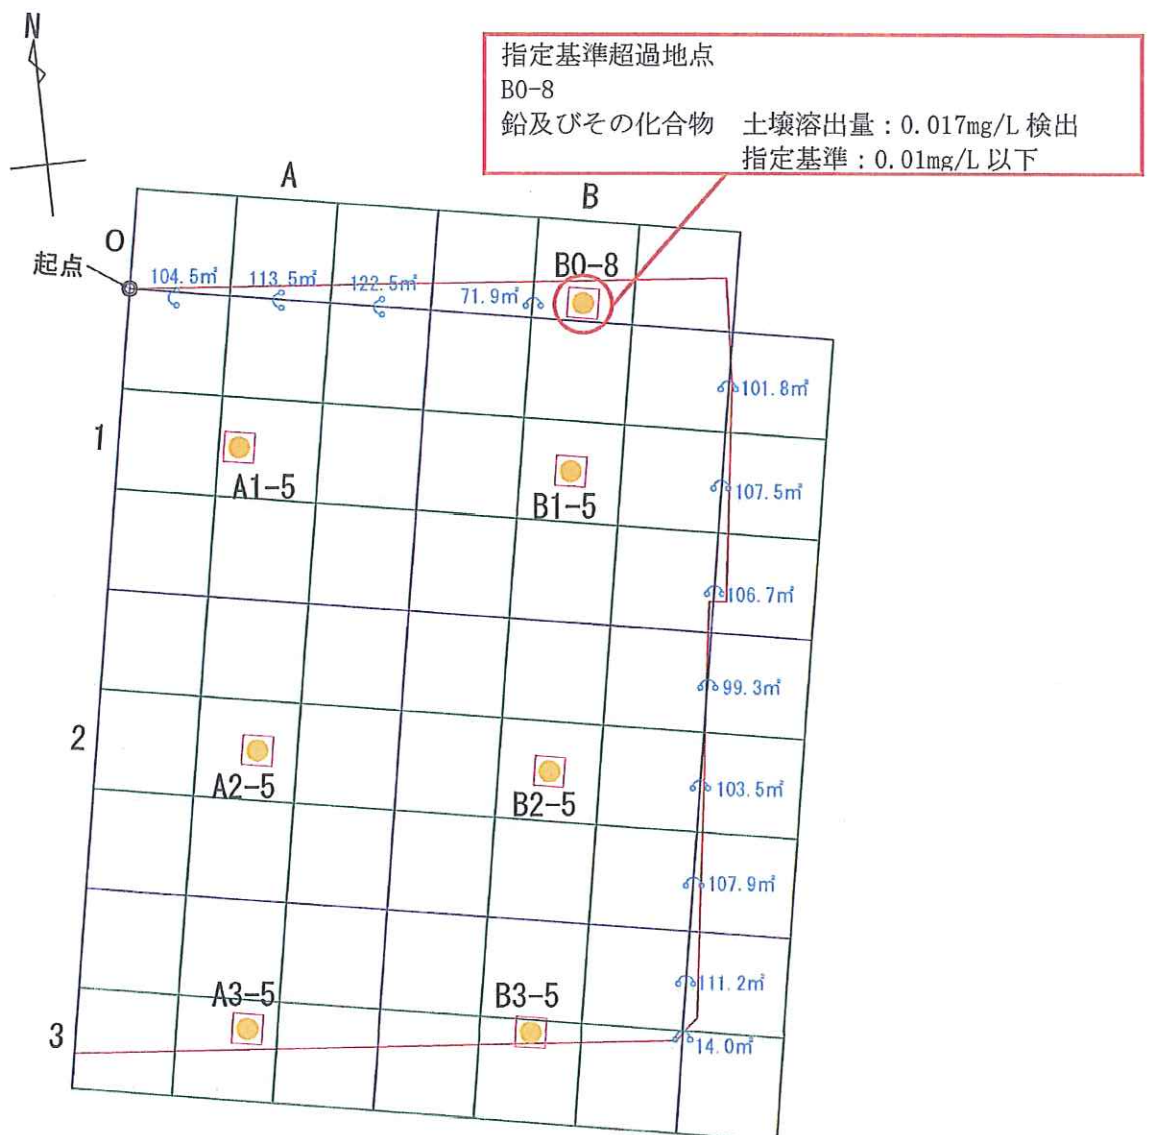 N
指定基準超過地点
B0-8
鉛及びその化合物　土壌溶出量：0.017mg/L 検出
指定基準：0.01mg/L 以下
A
B
O
起点
104.5㎡
113.5㎡
122.5㎡
71.9㎡
B0-8
101.8㎡
1
A1-5
B1-5
107.5㎡
106.7㎡
99.3㎡
2
A2-5
B2-5
103.5㎡
107.9㎡
A3-5
B3-5
111.2㎡
3
14.0㎡